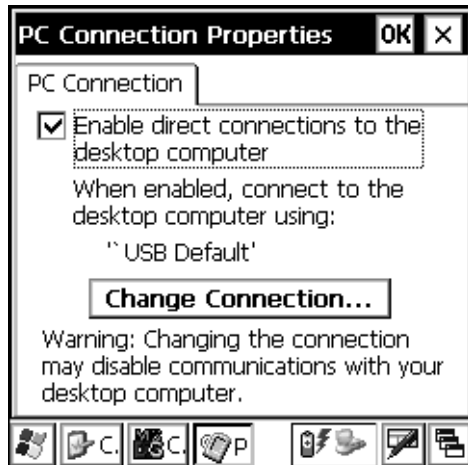 PC Connection Properties OK ×
PC Connection
Enable direct connections to the
desktop computer
When enabled, connect to the
desktop computer using:
'`USB Default'
Change Connection...
Warning: Changing the connection
may disable communications with your
desktop computer.
C. C. P